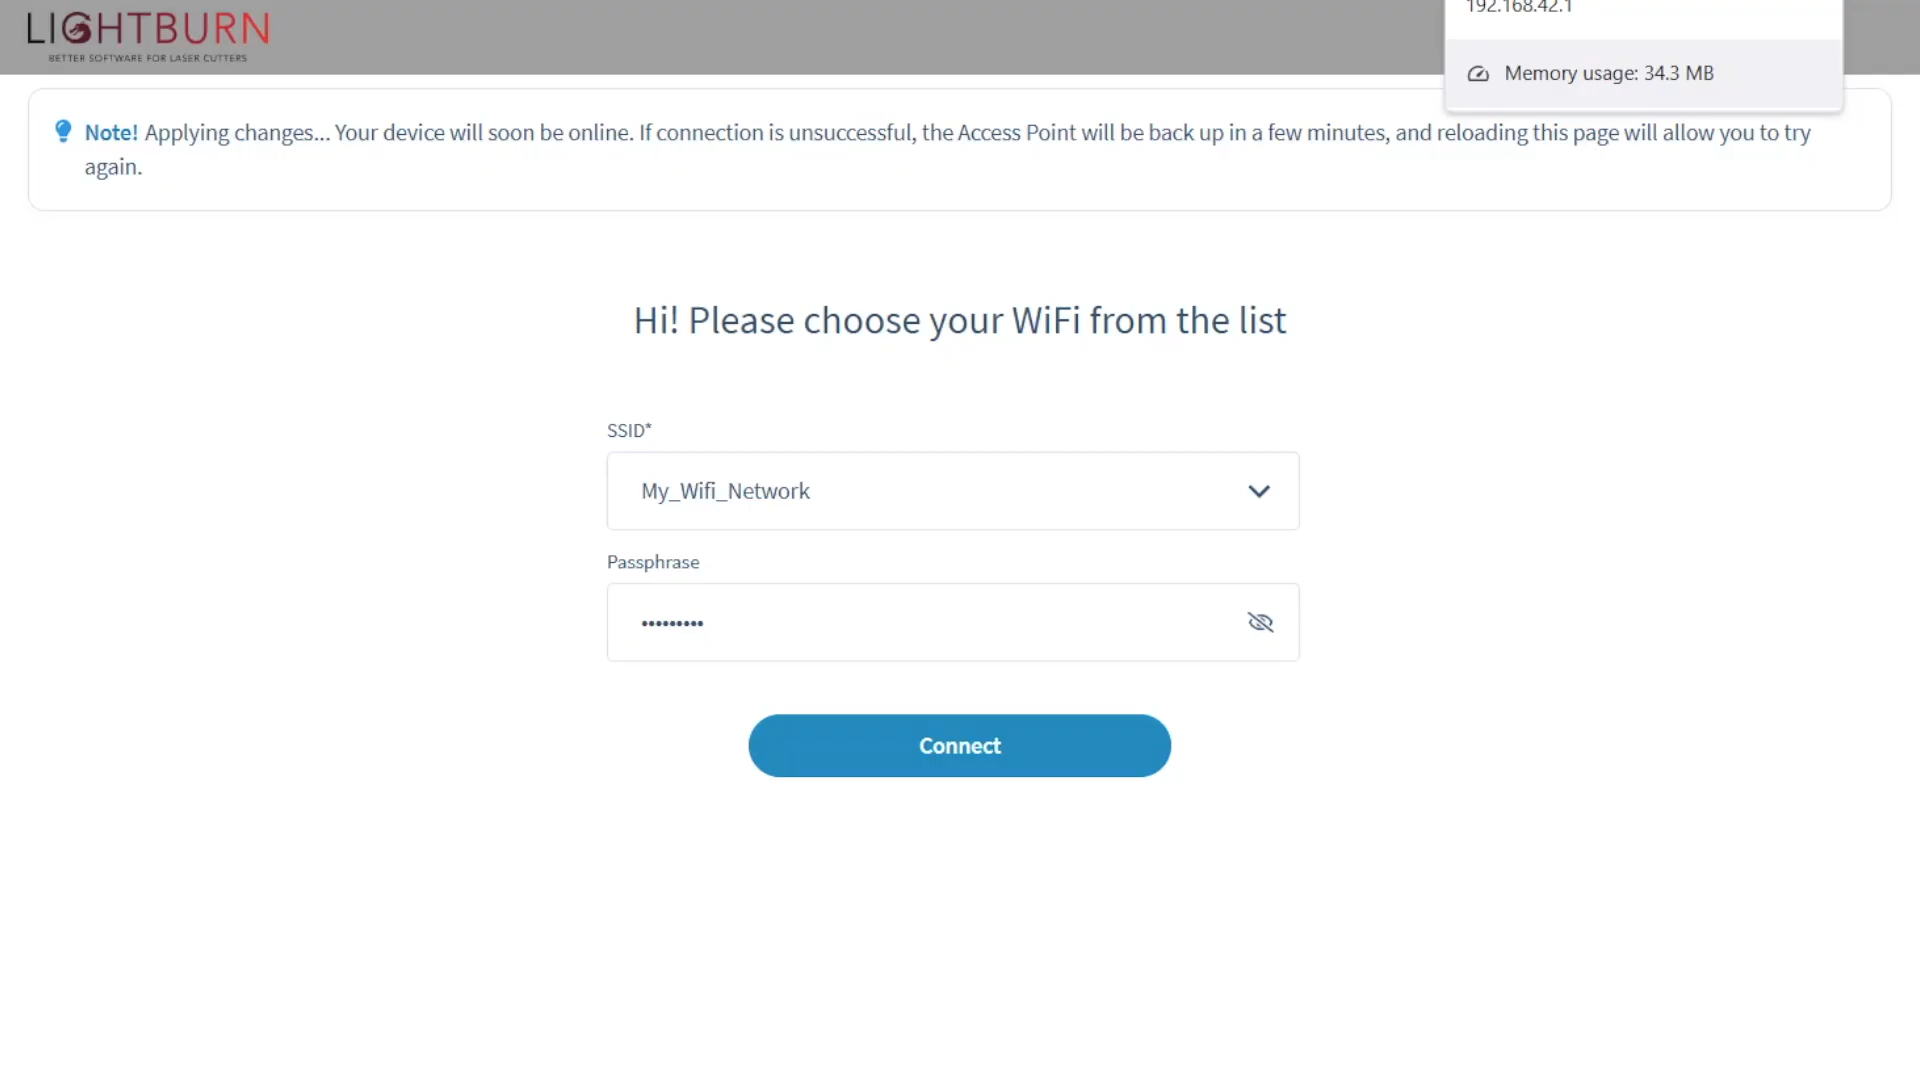 LIGHTBURN
BETTER SOFTWARE FOR LASER CUTTERS
192.168.42.1
Memory usage: 34.3 MB
Note! Applying changes... Your device will soon be online. If connection is unsuccessful, the Access Point will be back up in a few minutes, and reloading this page will allow you to try
again.
Hi! Please choose your WiFi from the list
SSID*
My_Wifi_Network
Passphrase
•••••••••
Connect